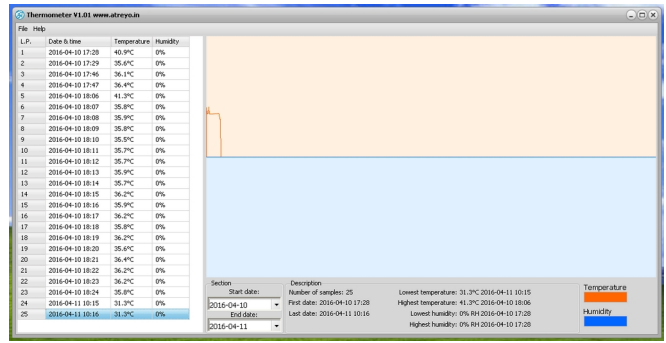 Thermometer V1.01 www.atreyo.in
File Help
L.P. Date & time Temperature Humidity
1 2016-04-10 17:28 40.9°C 0%
2 2016-04-10 17:29 35.6°C 0%
3 2016-04-10 17:46 36.1°C 0%
4 2016-04-10 17:47 36.4°C 0%
5 2016-04-10 18:06 41.3°C 0%
6 2016-04-10 18:07 35.8°C 0%
7 2016-04-10 18:08 35.9°C 0%
8 2016-04-10 18:09 35.8°C 0%
9 2016-04-10 18:10 35.5°C 0%
10 2016-04-10 18:11 35.7°C 0%
11 2016-04-10 18:12 35.7°C 0%
12 2016-04-10 18:13 35.9°C 0%
13 2016-04-10 18:14 35.7°C 0%
14 2016-04-10 18:15 36.2°C 0%
15 2016-04-10 18:16 35.9°C 0%
16 2016-04-10 18:17 36.2°C 0%
17 2016-04-10 18:18 35.8°C 0%
18 2016-04-10 18:19 36.2°C 0%
19 2016-04-10 18:20 35.6°C 0%
20 2016-04-10 18:21 36.4°C 0%
21 2016-04-10 18:22 36.2°C 0%
22 2016-04-10 18:23 36.2°C 0%
23 2016-04-10 18:24 35.8°C 0%
24 2016-04-11 10:15 31.3°C 0%
25 2016-04-11 10:16 31.3°C 0%
Section
Start date:
2016-04-10
End date:
2016-04-11
Description
Number of samples: 25
First date: 2016-04-10 17:28
Last date: 2016-04-11 10:16
Lowest temperature: 31.3°C 2016-04-11 10:15
Highest temperature: 41.3°C 2016-04-10 18:06
Lowest humidity: 0% RH 2016-04-10 17:28
Highest humidity: 0% RH 2016-04-10 17:28
Temperature
Humidity